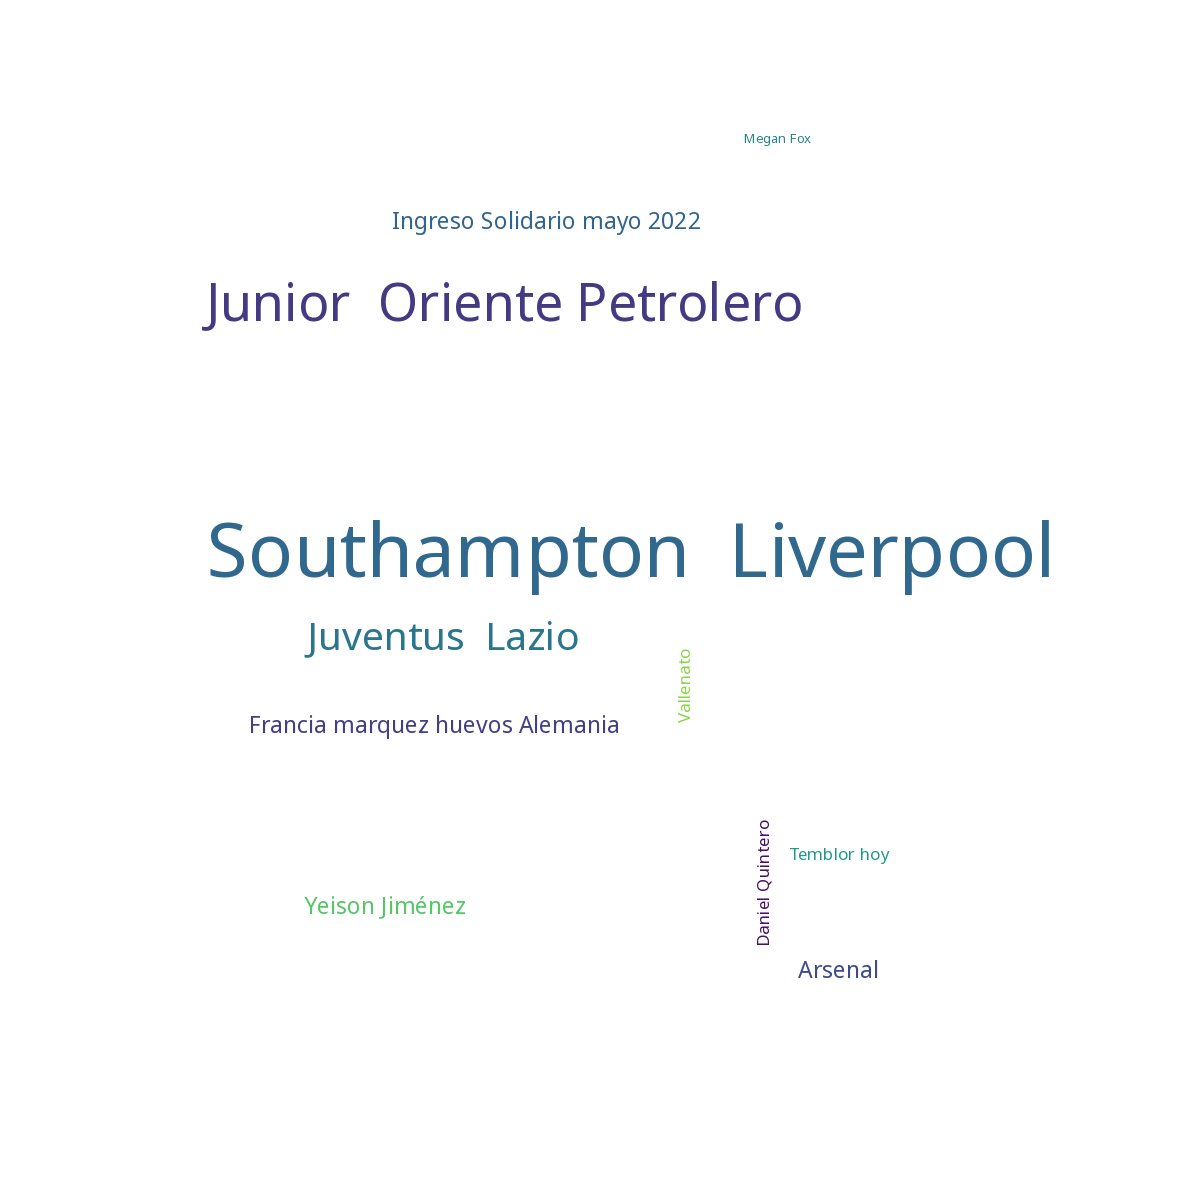 Megan Fox
Ingreso Solidario mayo 2022
Junior  Oriente Petrolero
Southampton  Liverpool
Juventus  Lazio
Vallenato
Francia marquez huevos Alemania
Daniel Quintero
Temblor hoy
Yeison Jiménez
Arsenal